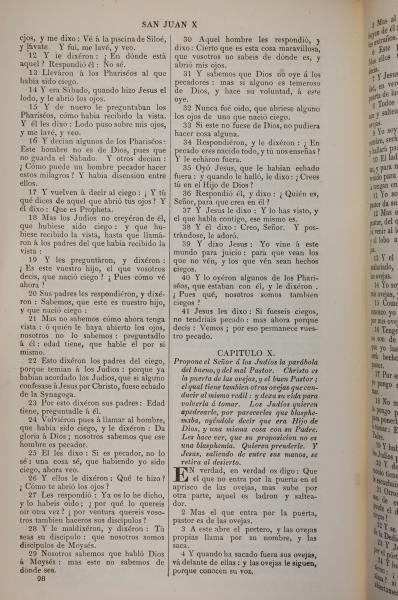 SAN JUAN X
ojos, y me dixo: Vé á la piscina de Siloé,
y lávate. Y fui, me lavé, y veo.
12 Y le dixéron: ¿ En dónde está
aquel ? Respondió él: No sé.
13 Lleváron á los Phariséos al que
habia sido ciego.
14 Y era Sábado, quando hizo Jesus el
lodo, y le abrió los ojos.
15 Y de nuevo le preguntaban los
Phariséos, cómo habia recibido la vista.
Y él les dixo: Lodo puso sobre mis ojos,
y me lavé, y veo.
16 Y decian algunos de los Phariséos:
Este hombre no es de Dios, pues que
no guarda el Sábado. Y otros decian:
¿ Cómo puede un hombre pecador hacer
estos milagros ? Y habia disension entre
ellos.
17 Y vuelven á decir al ciego: ¿ Y tú
qué dices de aquel que abrió tus ojos ? Y
él dixo: Que es Propheta.
18 Mas los Judíos no creyéron de él,
que hubiese sido ciego: y que hu-
biese recibido la vista, hasta que llamá-
ron á los padres del que habia recibido la
vista:
19 Y les preguntáron, y dixéron:
¿ Es este vuestro hijo, el que vosotros
decis, que nació ciego ? ¿ Pues cómo vé
ahora ?
20 Sus padres les respondiéron, y dixé-
ron: Sabemos, que este es nuestro hijo,
y que nació ciego:
21 Mas no sabemos cómo ahora tenga
vista: ó quién le haya abierto los ojos,
nosotros no lo sabemos: preguntadlo
á él: edad tiene, que hable él por si
mismo.
22 Esto dixéron los padres del ciego,
porque temian á los Judíos: porque ya
habian acordado los Judíos, que si alguno
confesase á Jesus por Christo, fuese echado
de la Synagoga.
23 Por esto dixéron sus padres: Edad
tiene, preguntadle á él.
24 Volviéron pues á llamar al hombre,
que habia sido ciego, y le dixéron: Da
gloria á Dios; nosotros sabemos que ese
hombre es pecador.
25 El les dixo: Si es pecador, no lo
sé: una cosa sé, que habiendo yo sido
ciego, ahora veo.
26 Y ellos le dixéron: Qué te hizo?
¿ Cómo te abrió los ojos ?
27 Les respondió: Ya os lo he dicho,
y lo habeis oido: ¿ por qué lo quereis
oir otra vez ? ¿ por ventura quereis voso-
tros tambien haceros sus discípulos ?
28 Y le maldixéron, y dixéron: Tú
seas su discípulo: que nosotros somos
discípulos de Moysés.
29 Nosotros sabemos que habló Dios
á Moysés: mas este no sabemos de
dónde sea.
98
30 Aquel hombre les respondió, y
dixo: Cierto que es cosa maravillosa,
que vosotros no sabeis de dónde es, y
abrió mis ojos.
31 Y sabemos que Dios no oye á los
pecadores: mas si alguno es temeroso
de Dios, y hace su voluntad, á este
oye.
32 Nunca fué oido, que abriese alguno
los ojos de uno que nació ciego.
33 Si este no fuese de Dios, no pudiera
hacer cosa alguna.
34 Respondiéron, y le dixéron: ¿ En
pecado eres nacido todo, y tú nos enseñas ?
Y le echáron fuera.
35 Oyó Jesus, que le habian echado
fuera: y quando le halló, le dixo: ¿ Crees
tú en el Hijo de Dios ?
36 Respondió él, y dixo: ¿ Quién es,
Señor, para que crea en él ?
37 Y Jesus le dixo: Y lo has visto, y
el que habla contigo, ese mismo es.
38 Y él dixo: Creo, Señor. Y pos-
trándose, le adoró.
39 Y dixo Jesus: Yo vine á este
mundo para juicio: para que vean los
que no vén, y los que vén sean hechos
ciegos.
40 Y lo oyéron algunos de los Phari-
séos, que estaban con él, y le dixéron:
¿ Pues qué, nosotros somos tambien
ciegos ?
41 Jesus les dixo: Si fueseis ciegos,
no tendriais pecado: mas ahora porque
decis: Vemos; por eso permanece vues-
tro pecado.
CAPITULO X.
Propone el Señor á los Judíos la parábola
del bueno, y del mal Pastor. Christo es
la puerta de las ovejas, y el buen Pastor;
el qual tiene tambien otras ovejas que con-
ducir al mismo redil: y dexa su vida para
volverla á tomar. Los Judíos quieren
apedrearle, por parecerles que blasphe-
maba, oyéndole decir que era Hijo de
Dios, y una misma cosa con su Padre.
Les hace ver, que su proposicion no es
una blasphemia. Quieren prenderle. Y
Jesus, saliendo de entre sus manos, se
retira al desierto.
EN verdad, en verdad os digo: Que
el que no entra por la puerta en el
aprisco de las ovejas, mas sube por
otra parte, aquel es ladron y saltea-
dor.
2 Mas el que entra por la puerta,
pastor es de las ovejas.
3 A este abre el portero, y las ovejas
propias llama por su nombre, y las
saca.
4 Y quando ha sacado fuera sus ovejas,
vá delante de ellas: y las ovejas le siguen,
porque conocen su voz.